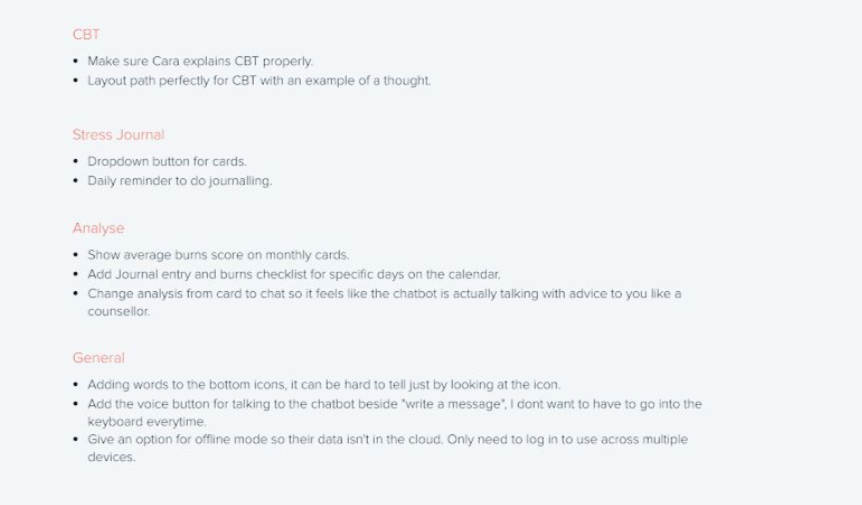 CBT
• Make sure Cara explains CBT properly.
• Layout path perfectly for CBT with an example of a thought.
Stress Journal
• Dropdown button for cards.
• Daily reminder to do journalling.
Analyse
• Show average burns score on monthly cards.
• Add Journal entry and burns checklist for specific days on the calendar.
• Change analysis from card to chat so it feels like the chatbot is actually talking with advice to you like a
counsellor.
General
• Adding words to the bottom icons, it can be hard to tell just by looking at the icon.
• Add the voice button for talking to the chatbot beside "write a message", I dont want to have to go into the
keyboard everytime.
• Give an option for offline mode so their data isn't in the cloud. Only need to log in to use across multiple
devices.